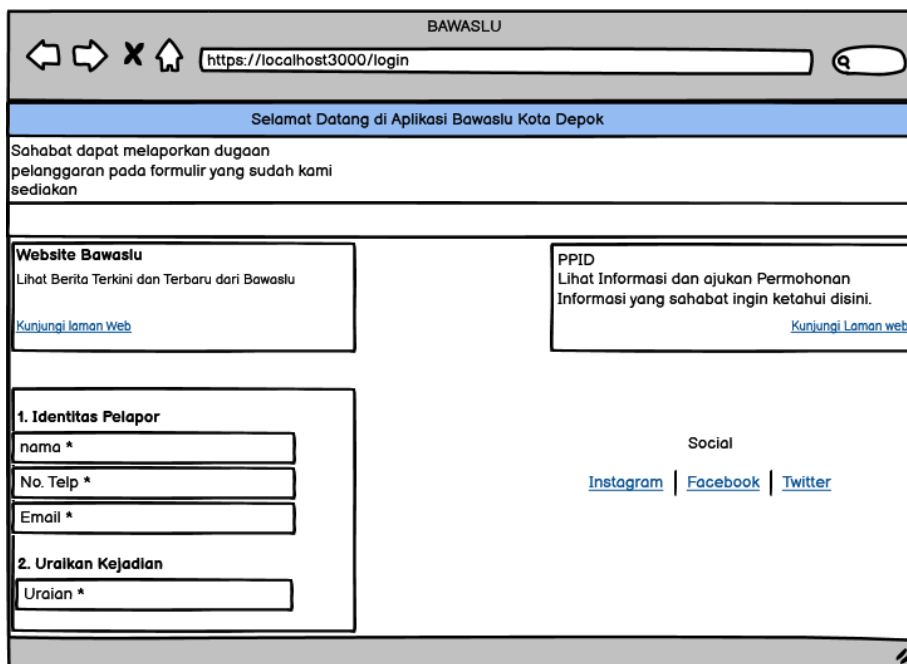 BAWASLU
https://localhost3000/login
Selamat Datang di Aplikasi Bawaslu Kota Depok
Sahabat dapat melaporkan dugaan
pelanggaran pada formulir yang sudah kami
sediakan
Website Bawaslu
Lihat Berita Terkini dan Terbaru dari Bawaslu
Kunjungi laman Web
PPID
Lihat Informasi dan ajukan Permohonan
Informasi yang sahabat ingin ketahui disini.
Kunjungi Laman web
1. Identitas Pelapor
nama *
No. Telp *
Email *
2. Uraikan Kejadian
Uraian *
Social
Instagram | Facebook | Twitter